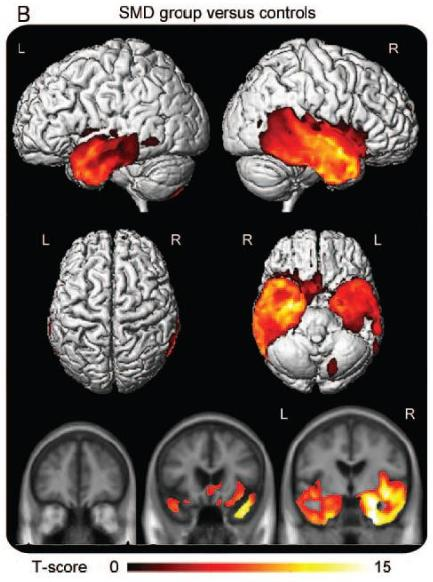 B SMD group versus controls
L R
L R R L
L R
T-score 0 15